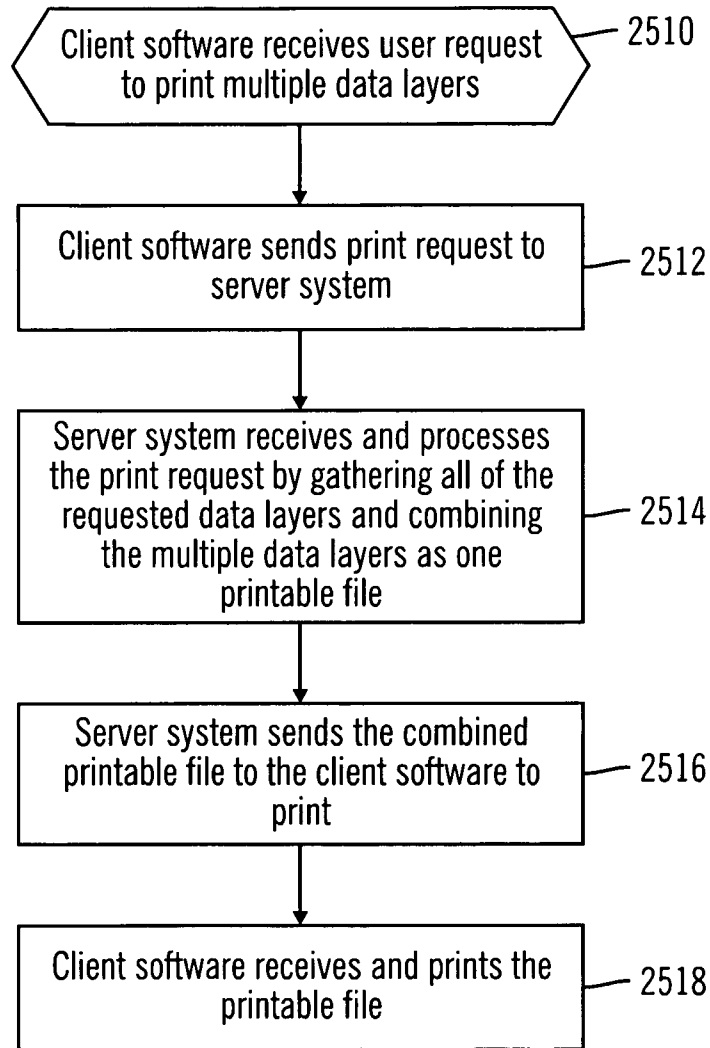 Client software receives user request
to print multiple data layers
2510
Client software sends print request to
server system
2512
Server system receives and processes
the print request by gathering all of the
requested data layers and combining
the multiple data layers as one
printable file
2514
Server system sends the combined
printable file to the client software to
print
2516
Client software receives and prints the
printable file
2518